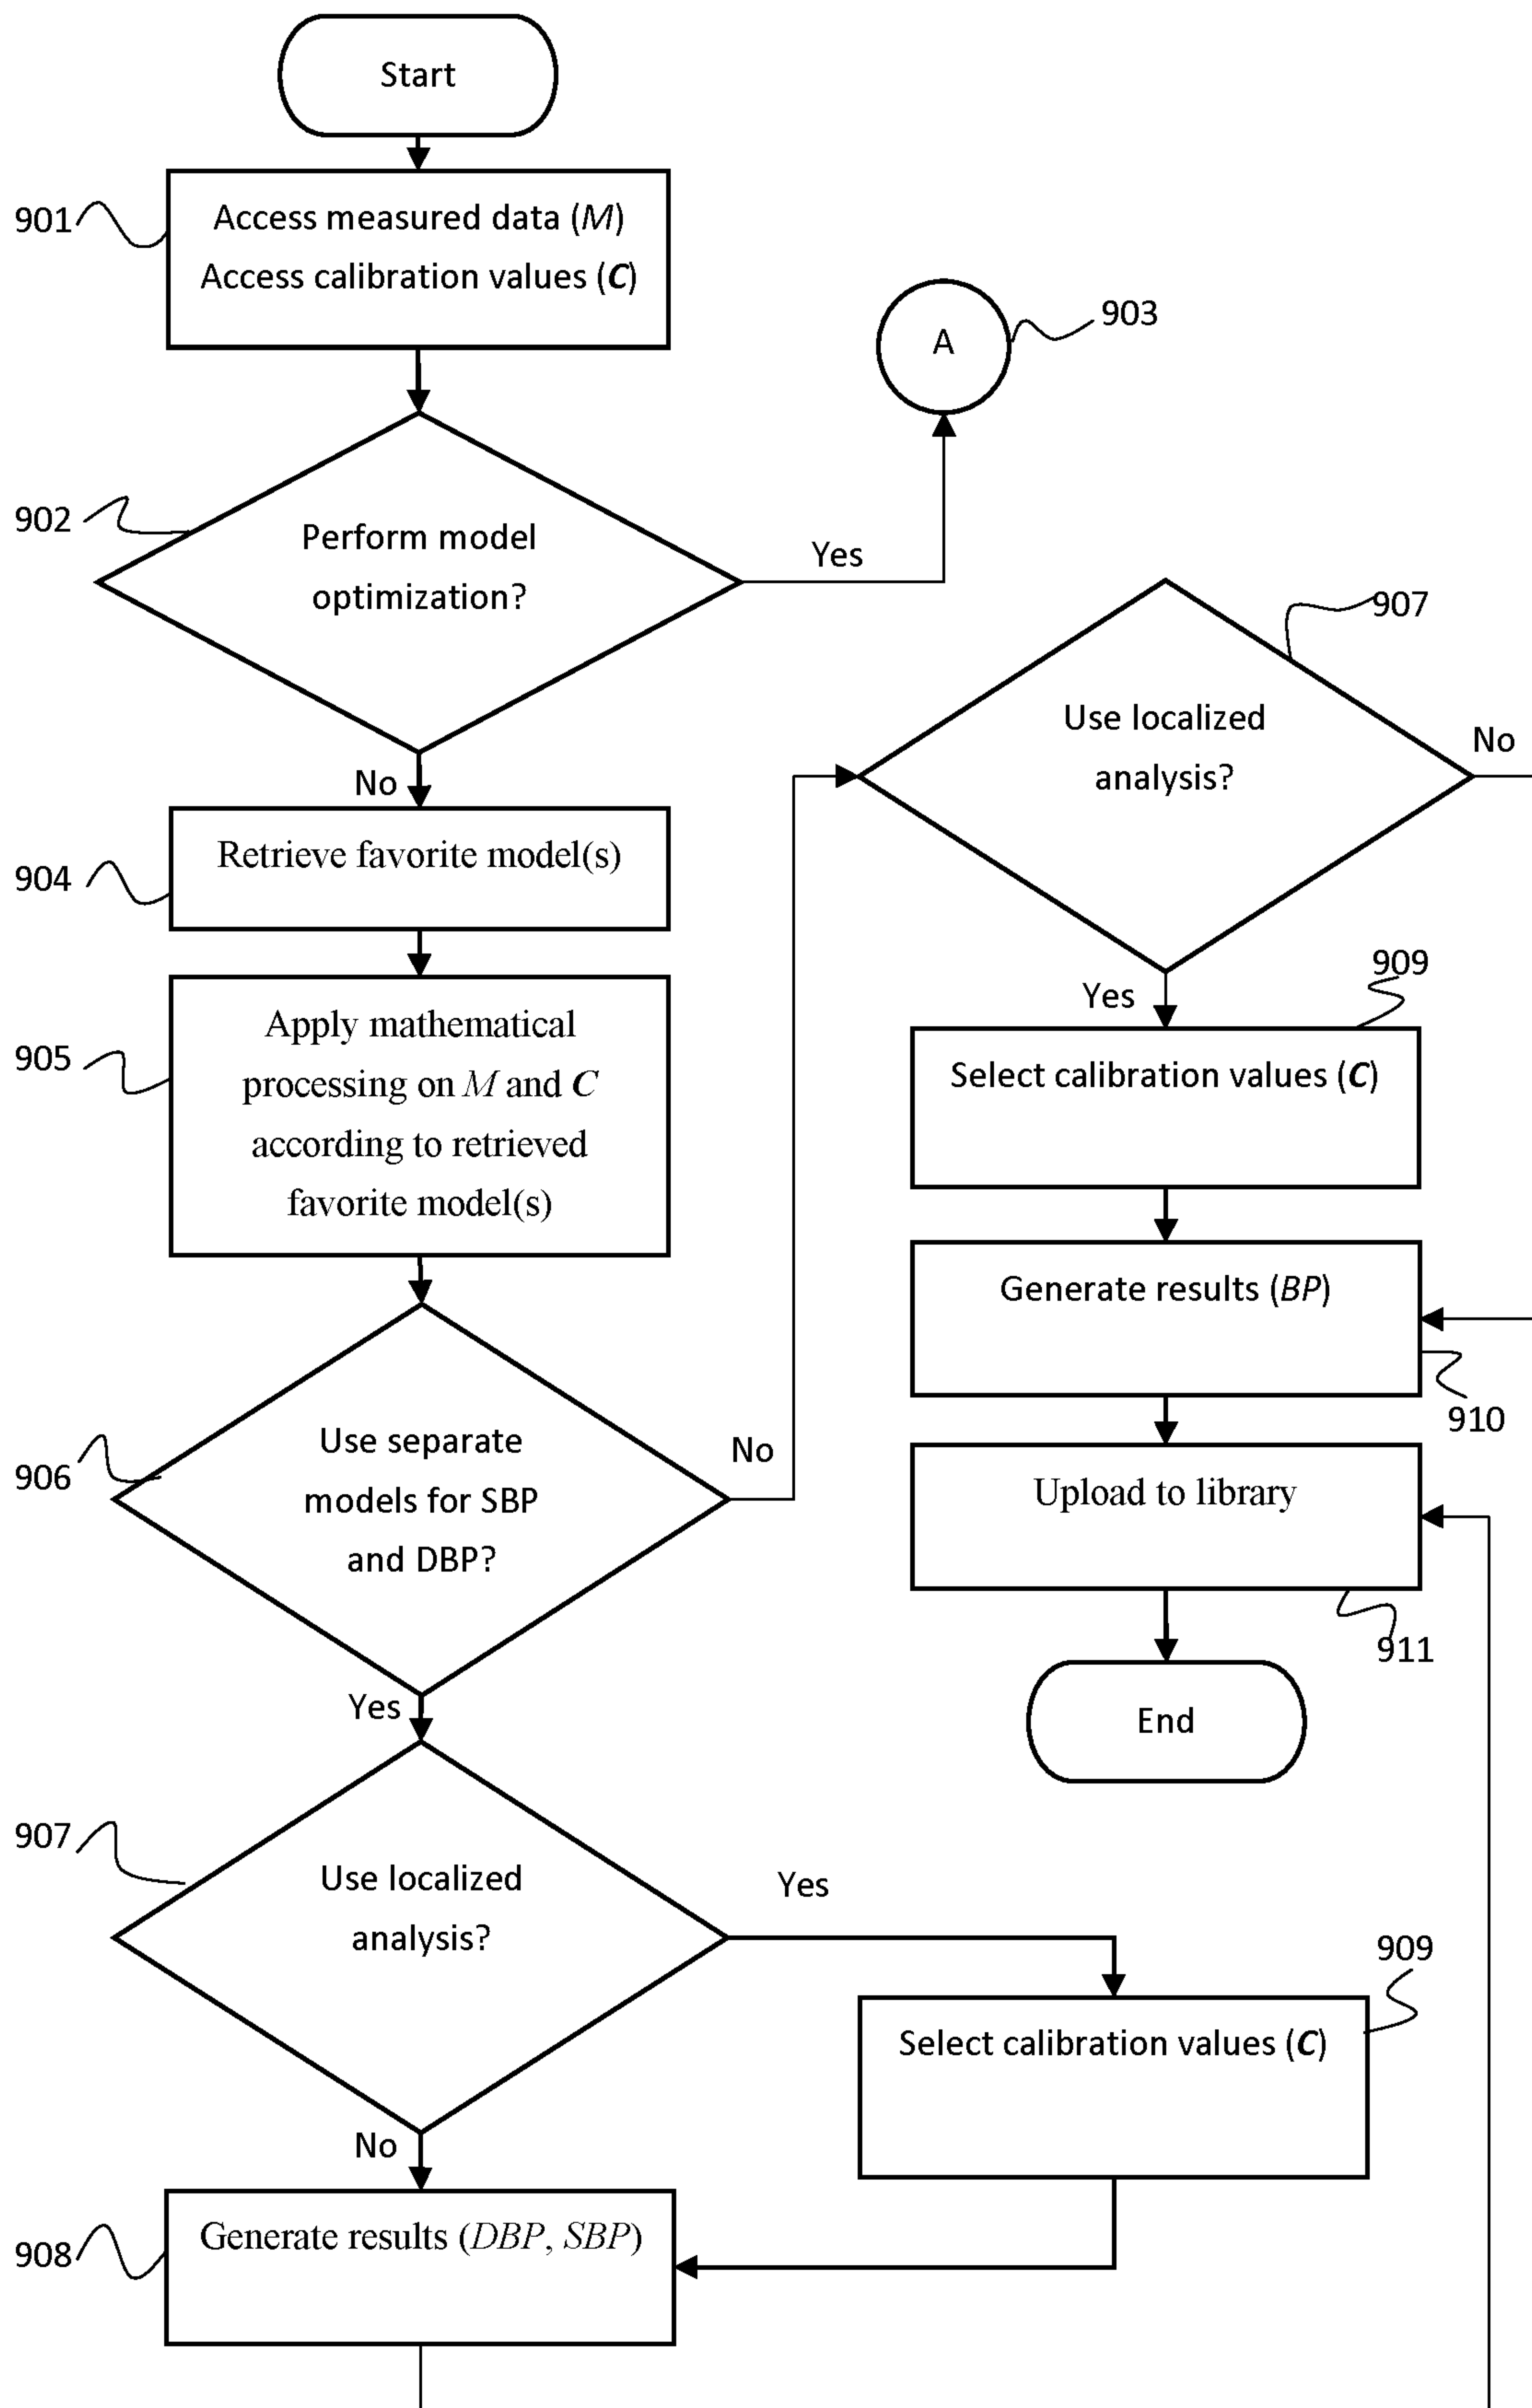 Start
901
Access measured data (M)
Access calibration values (C)
A
903
902
Perform model
optimization?
Yes
No
904
Retrieve favorite model(s)
905
Apply mathematical
processing on M and C
according to retrieved
favorite model(s)
906
Use separate
models for SBP
and DBP?
No
Yes
907
Use localized
analysis?
No
Yes
909
Select calibration values (C)
Generate results (BP)
910
Upload to library
911
End
907
Use localized
analysis?
Yes
909
Select calibration values (C)
No
908
Generate results (DBP, SBP)